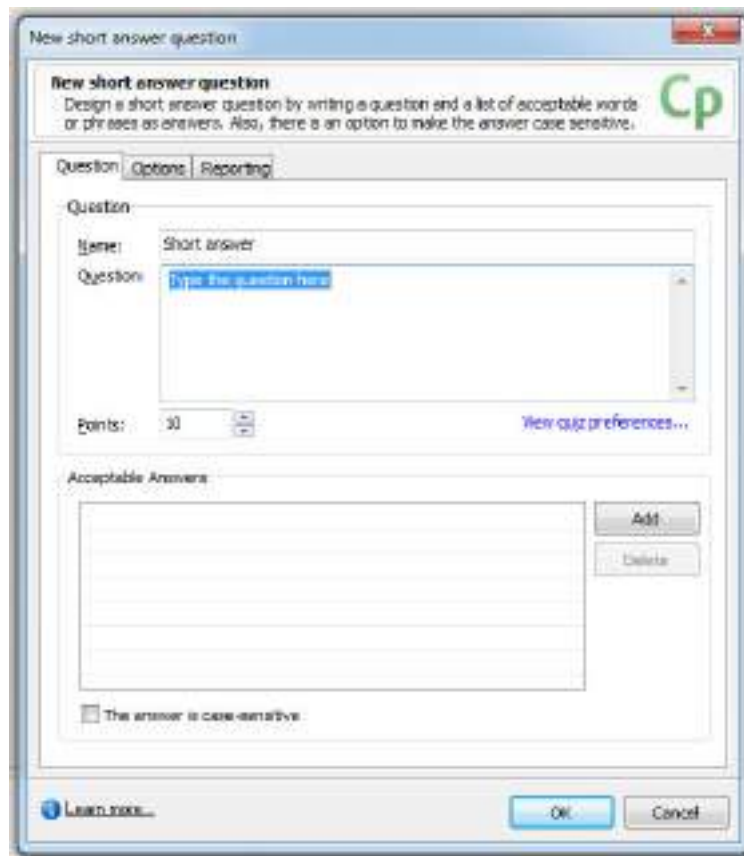 New short answer question
New short answer question
Design a short answer question by writing a question and a list of acceptable words
or phrases as answers. Also, there is an option to make the answer case sensitive.
Cp
Question Options Reporting
Question
Name: Short answer
Question: Type the question here
Points: 10
View quiz preferences...
Acceptable Answers
Add
Delete
The answer is case-sensitive
Learn more...
OK Cancel